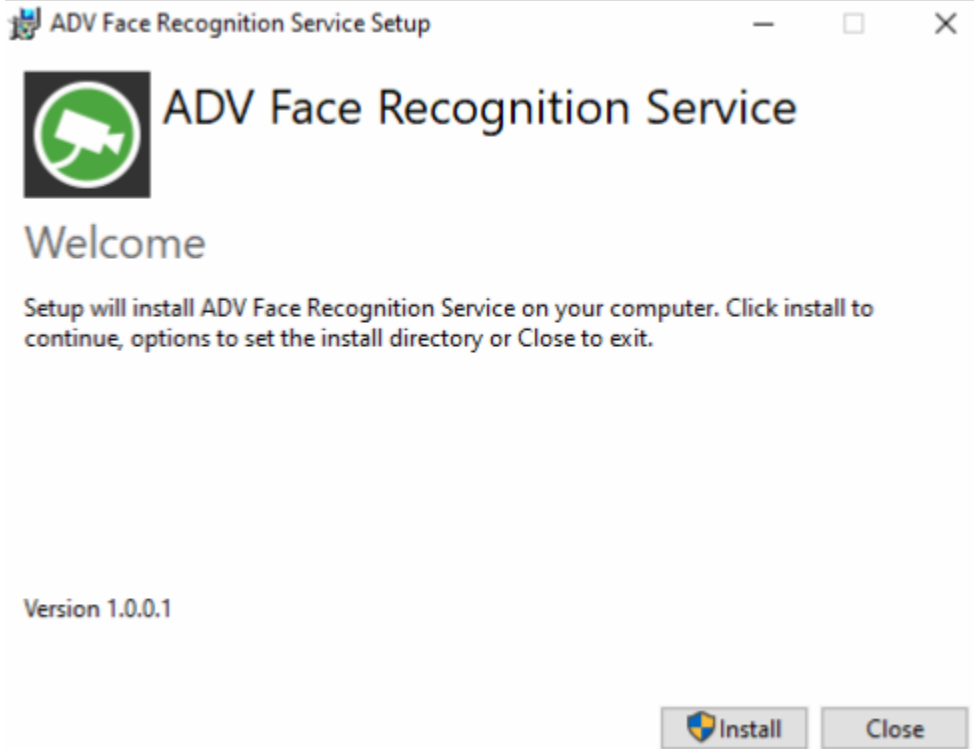 ADV Face Recognition Service Setup
ADV Face Recognition Service
Welcome
Setup will install ADV Face Recognition Service on your computer. Click install to
continue, options to set the install directory or Close to exit.
Version 1.0.0.1
Install
Close